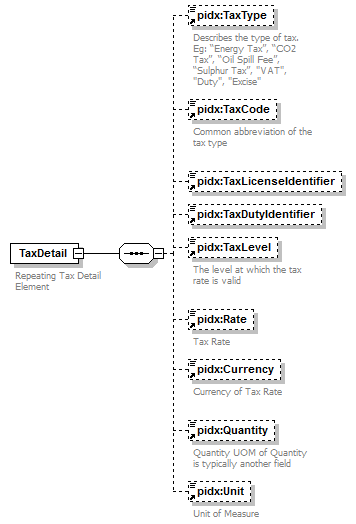 pidx:TaxType
Describes the type of tax.
Eg: "Energy Tax", "CO2
Tax", "Oil Spill Fee",
"Sulphur Tax", "VAT",
"Duty", "Excise"
pidx:TaxCode
Common abbreviation of the
tax type
pidx:TaxLicenseIdentifier
pidx:TaxDutyIdentifier
TaxDetail
Repeating Tax Detail
Element
pidx:TaxLevel
The level at which the tax
rate is valid
pidx:Rate
Tax Rate
pidx:Currency
Currency of Tax Rate
pidx:Quantity
Quantity UOM of Quantity
is typically another field
pidx:Unit
Unit of Measure